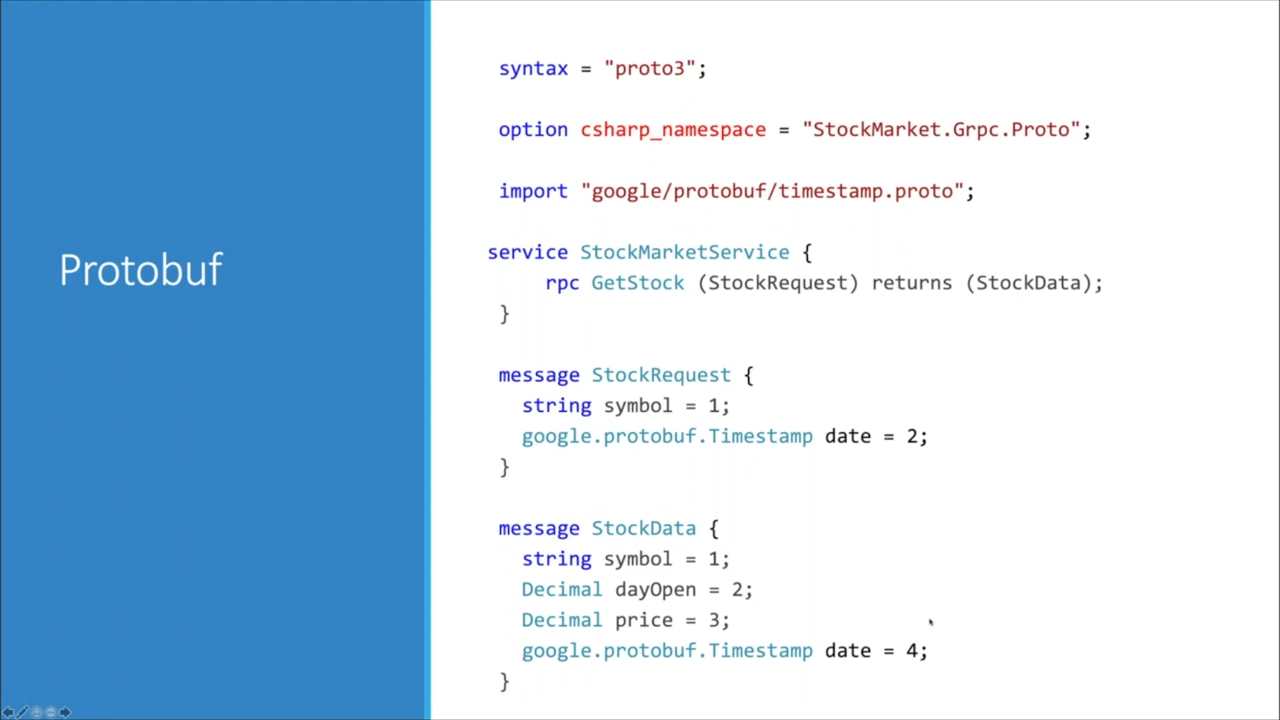 Protobuf
syntax = "proto3";
option csharp_namespace = "StockMarket.Grpc.Proto";
import "google/protobuf/timestamp.proto";
service StockMarketService {
rpc GetStock (StockRequest) returns (StockData);
}
message StockRequest {
string symbol = 1;
google.protobuf.Timestamp date = 2;
}
message StockData {
string symbol = 1;
Decimal dayOpen = 2;
Decimal price = 3;
google.protobuf.Timestamp date = 4;
}